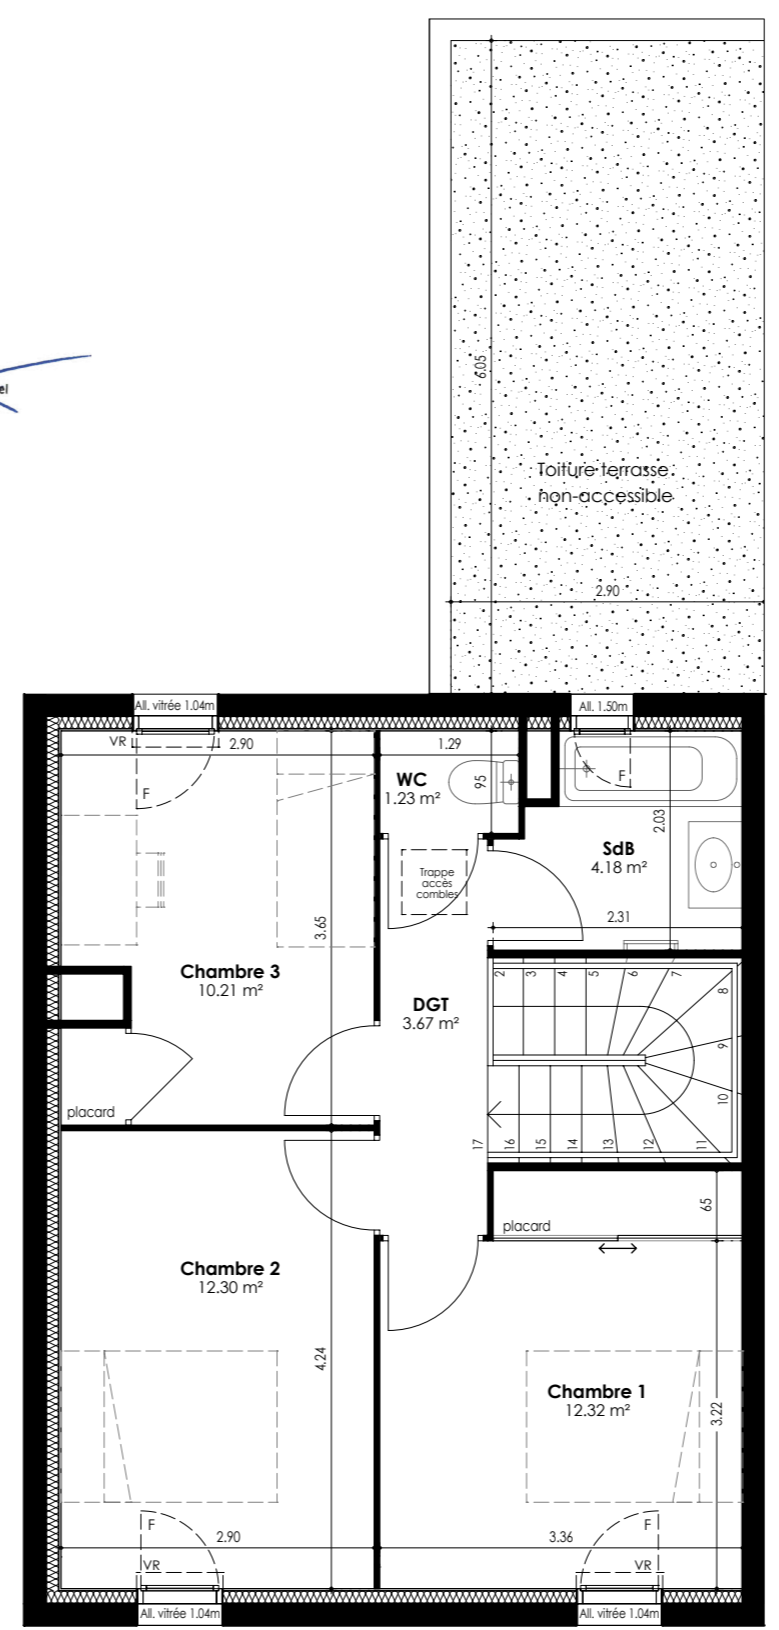 6.05
el
Toiture terrasse
non-accessible
2.90
All. vitrée 1.04m
All. 1.50m
VR
2.90
1.29
F
F
WC
1.23 m²
95
2.03
SdB
4.18 m²
Trappe
accès
combles
2.31
3.65
Chambre 3
10.21 m²
DGT
3.67 m²
2
3
4
5
6
7
8
9
10
11
12
13
14
15
16
17
placard
65
placard
Chambre 2
12.30 m²
4.24
Chambre 1
12.32 m²
3.22
F
2.90
VR
3.36
F
VR
All. vitrée 1.04m
All. vitrée 1.04m